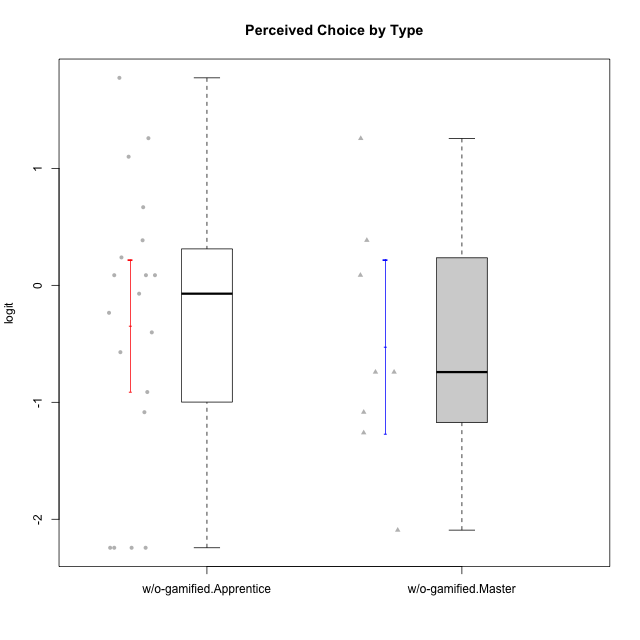 Perceived Choice by Type
logit
1
0
-1
-2
w/o-gamified.Apprentice
w/o-gamified.Master